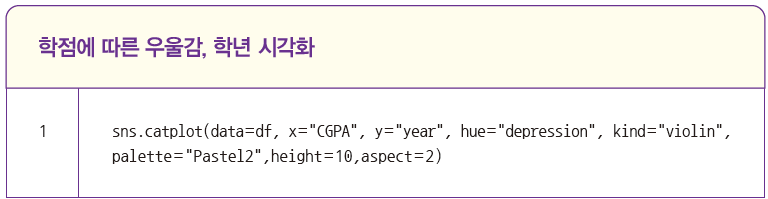 학점에 따른 우울감, 학년 시각화
1
sns.catplot(data=df, x="CGPA", y="year", hue="depression", kind="violin",
palette="Pastel2",height=10,aspect=2)